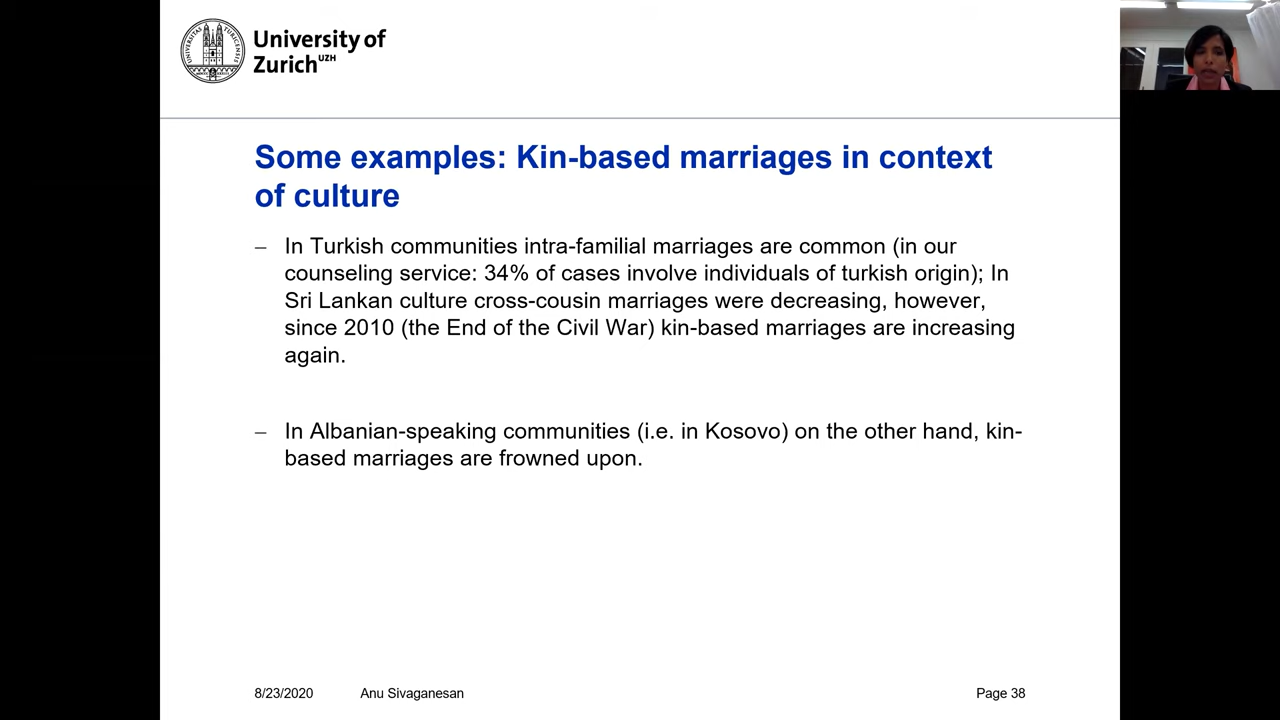 University of
Zurich UZH
Some examples: Kin-based marriages in context
of culture
– In Turkish communities intra-familial marriages are common (in our
counseling service: 34% of cases involve individuals of turkish origin); In
Sri Lankan culture cross-cousin marriages were decreasing, however,
since 2010 (the End of the Civil War) kin-based marriages are increasing
again.
– In Albanian-speaking communities (i.e. in Kosovo) on the other hand, kin-
based marriages are frowned upon.
8/23/2020 Anu Sivaganesan Page 38